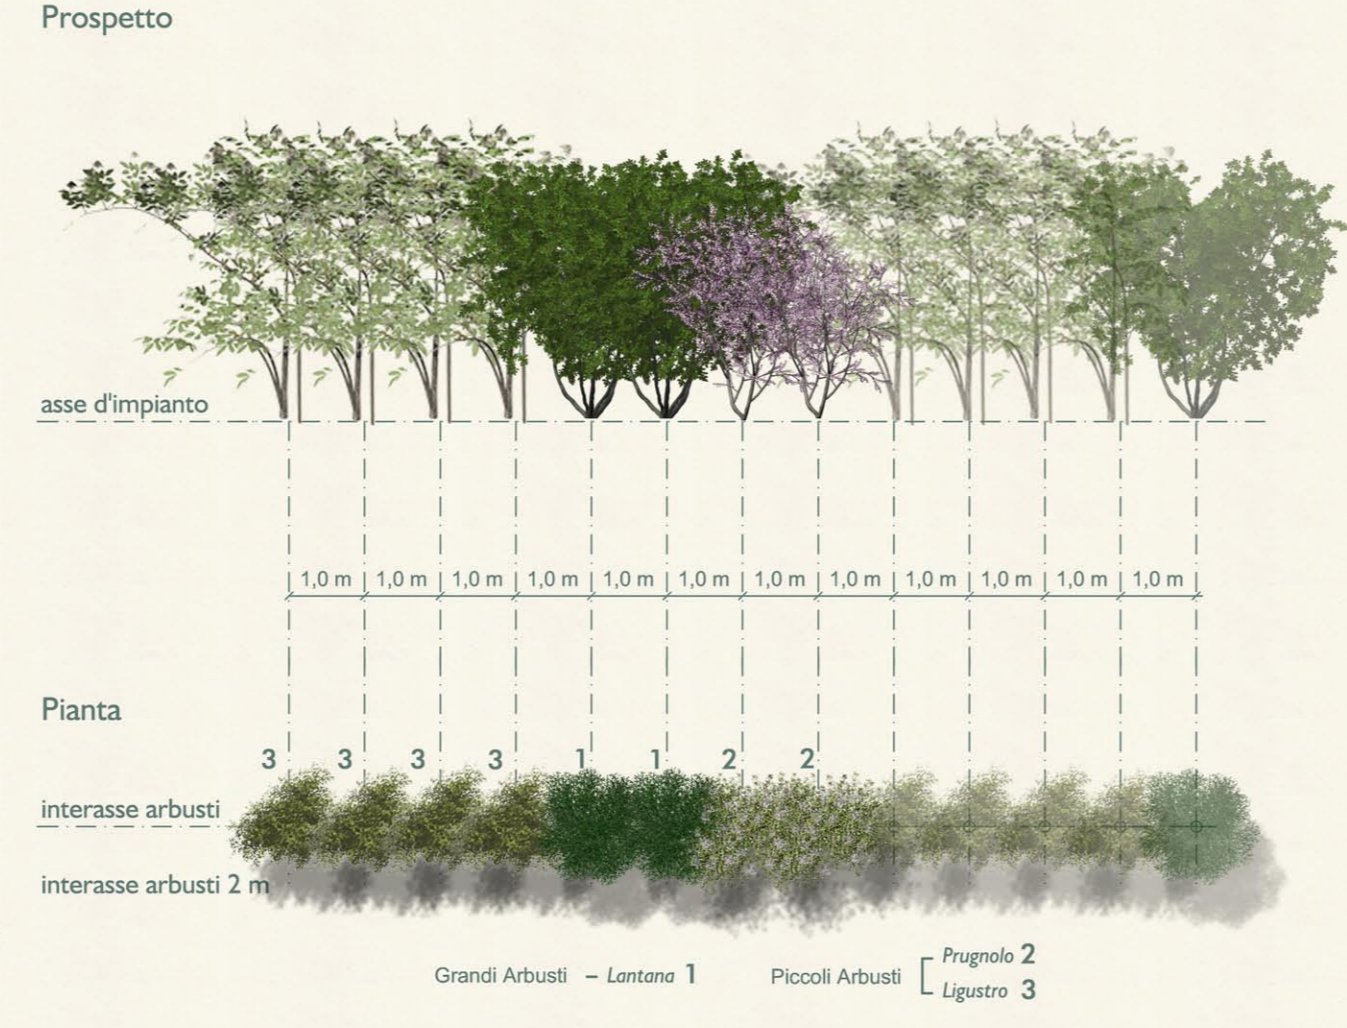 Prospetto
asse d'impianto
1,0 m 1,0 m 1,0 m 1,0 m 1,0 m 1,0 m 1,0 m 1,0 m 1,0 m 1,0 m 1,0 m 1,0 m
Pianta
3 3 3 3 1 1 2 2
interasse arbusti
interasse arbusti 2 m
Grandi Arbusti – Lantana 1
Piccoli Arbusti
Prugnolo 2
Ligustro 3